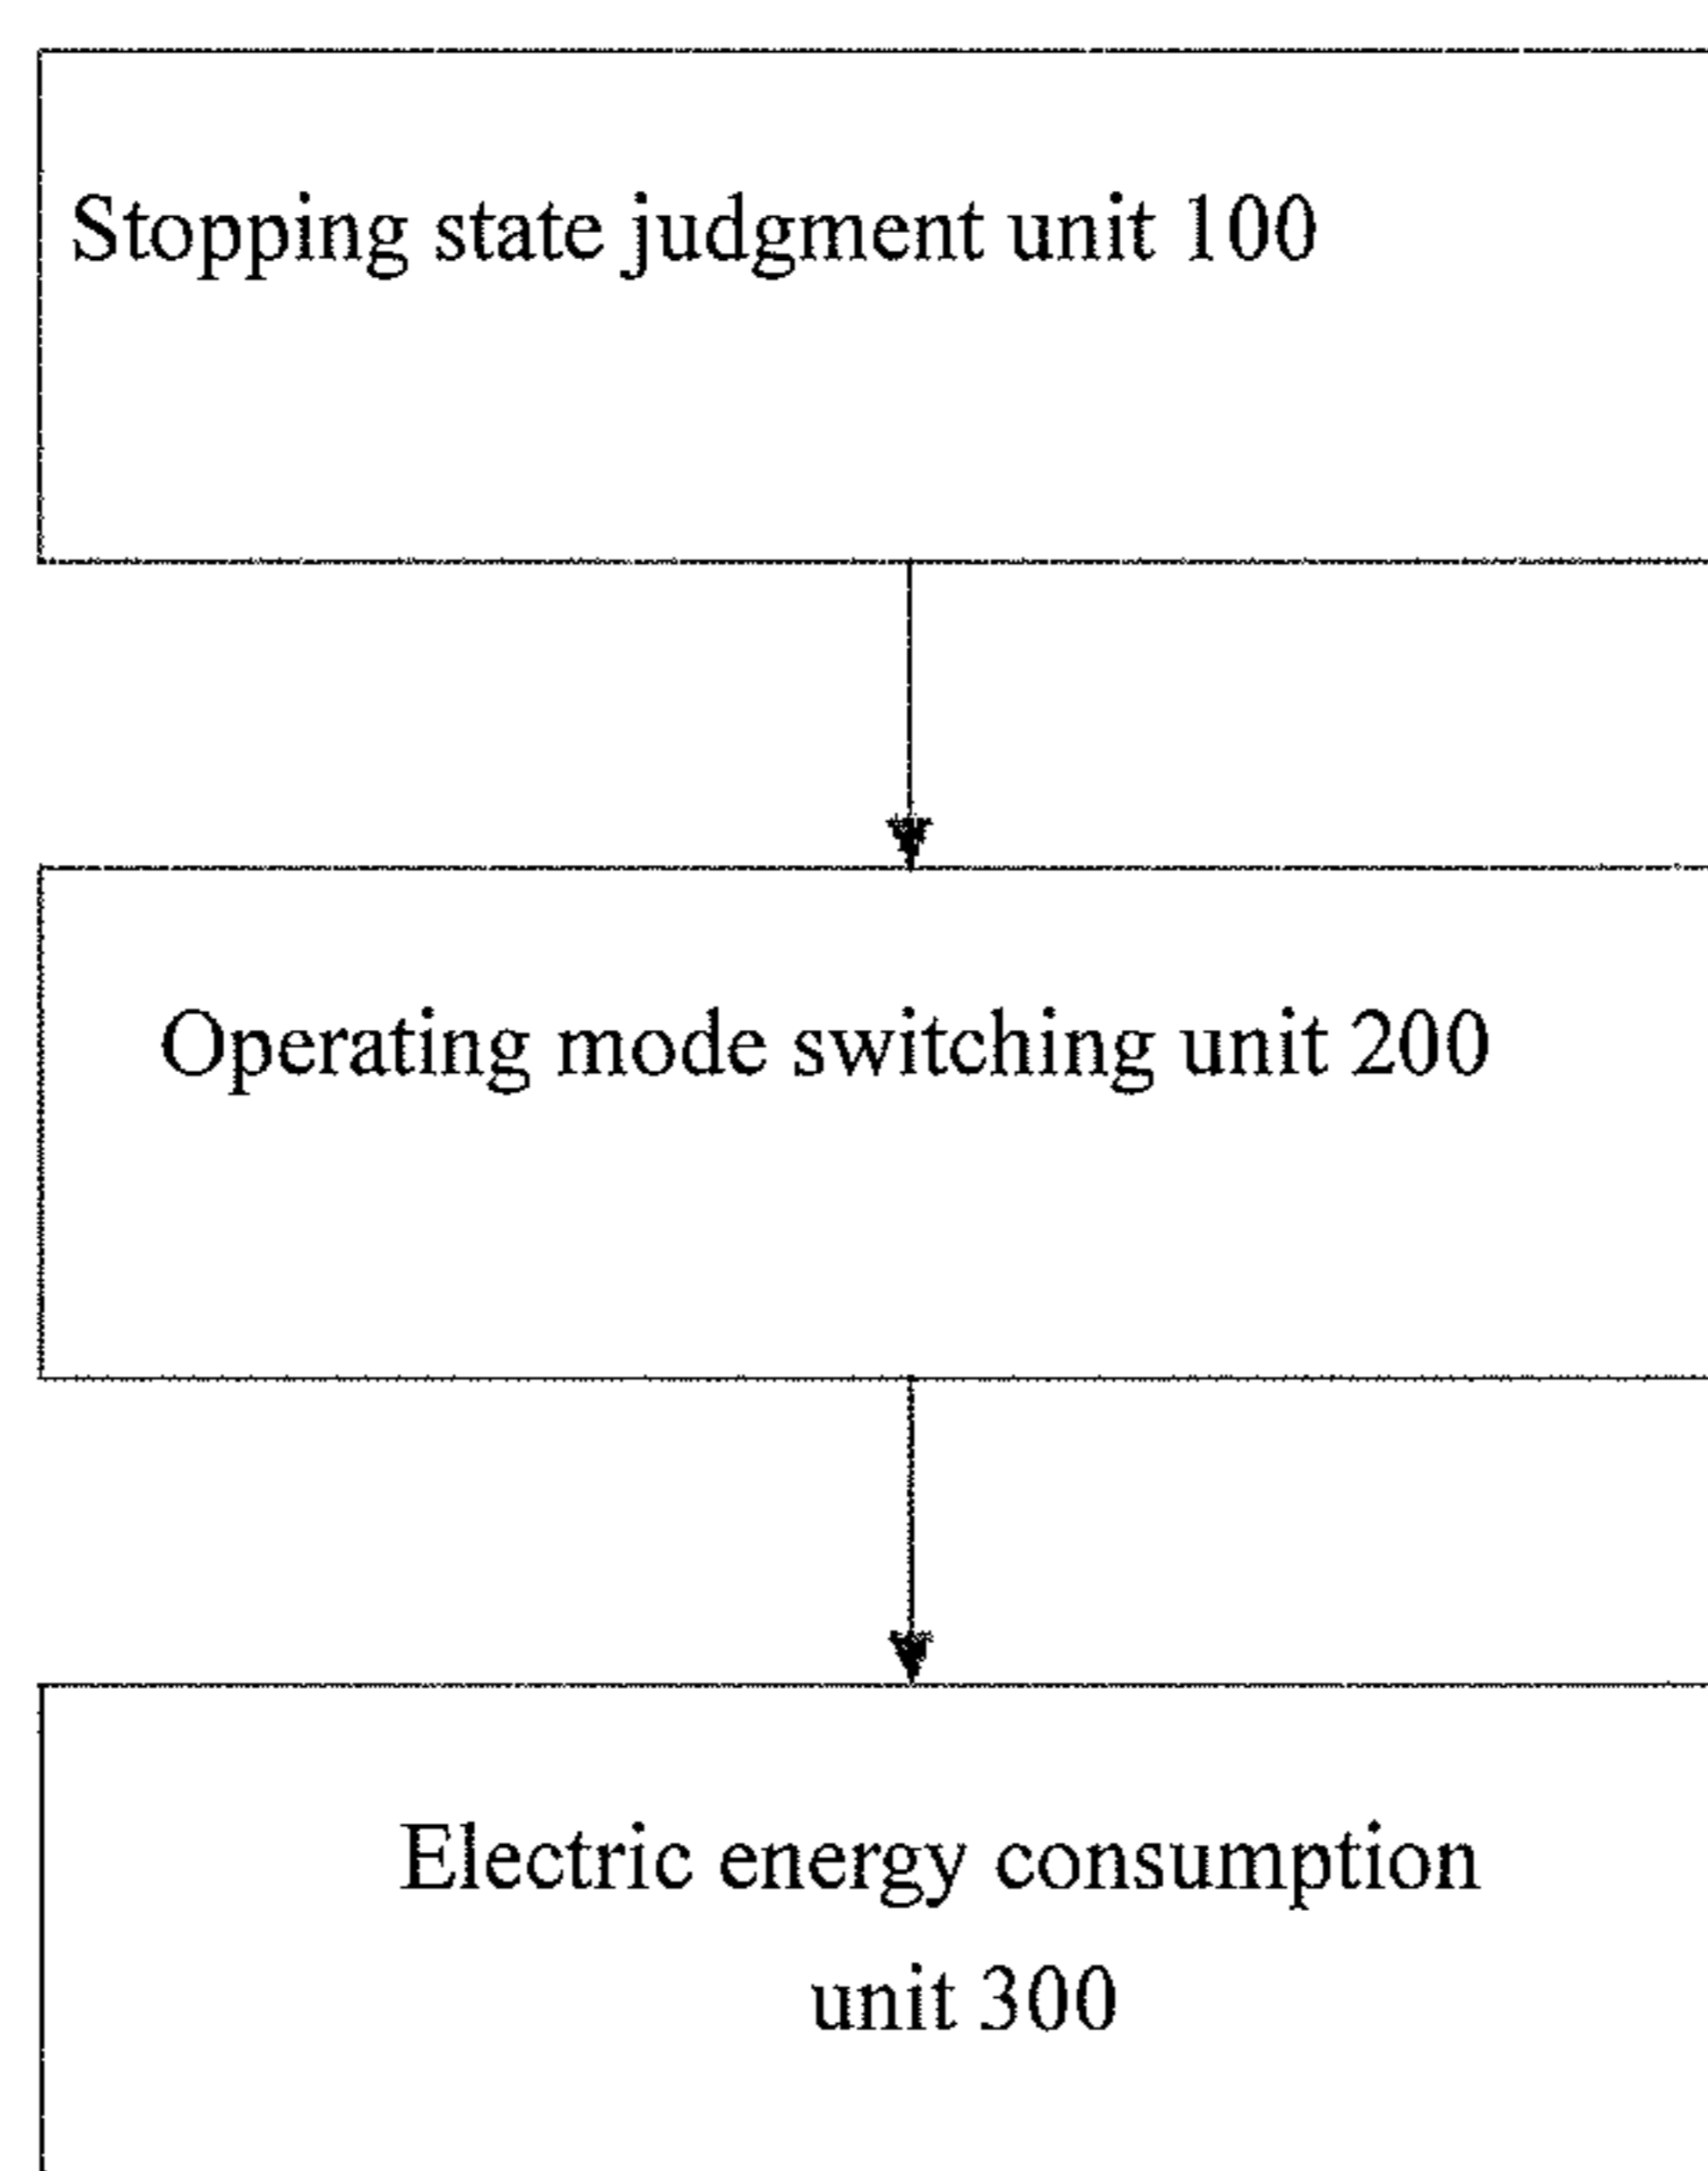 Stopping state judgment unit 100
Operating mode switching unit 200
Electric energy consumption
unit 300